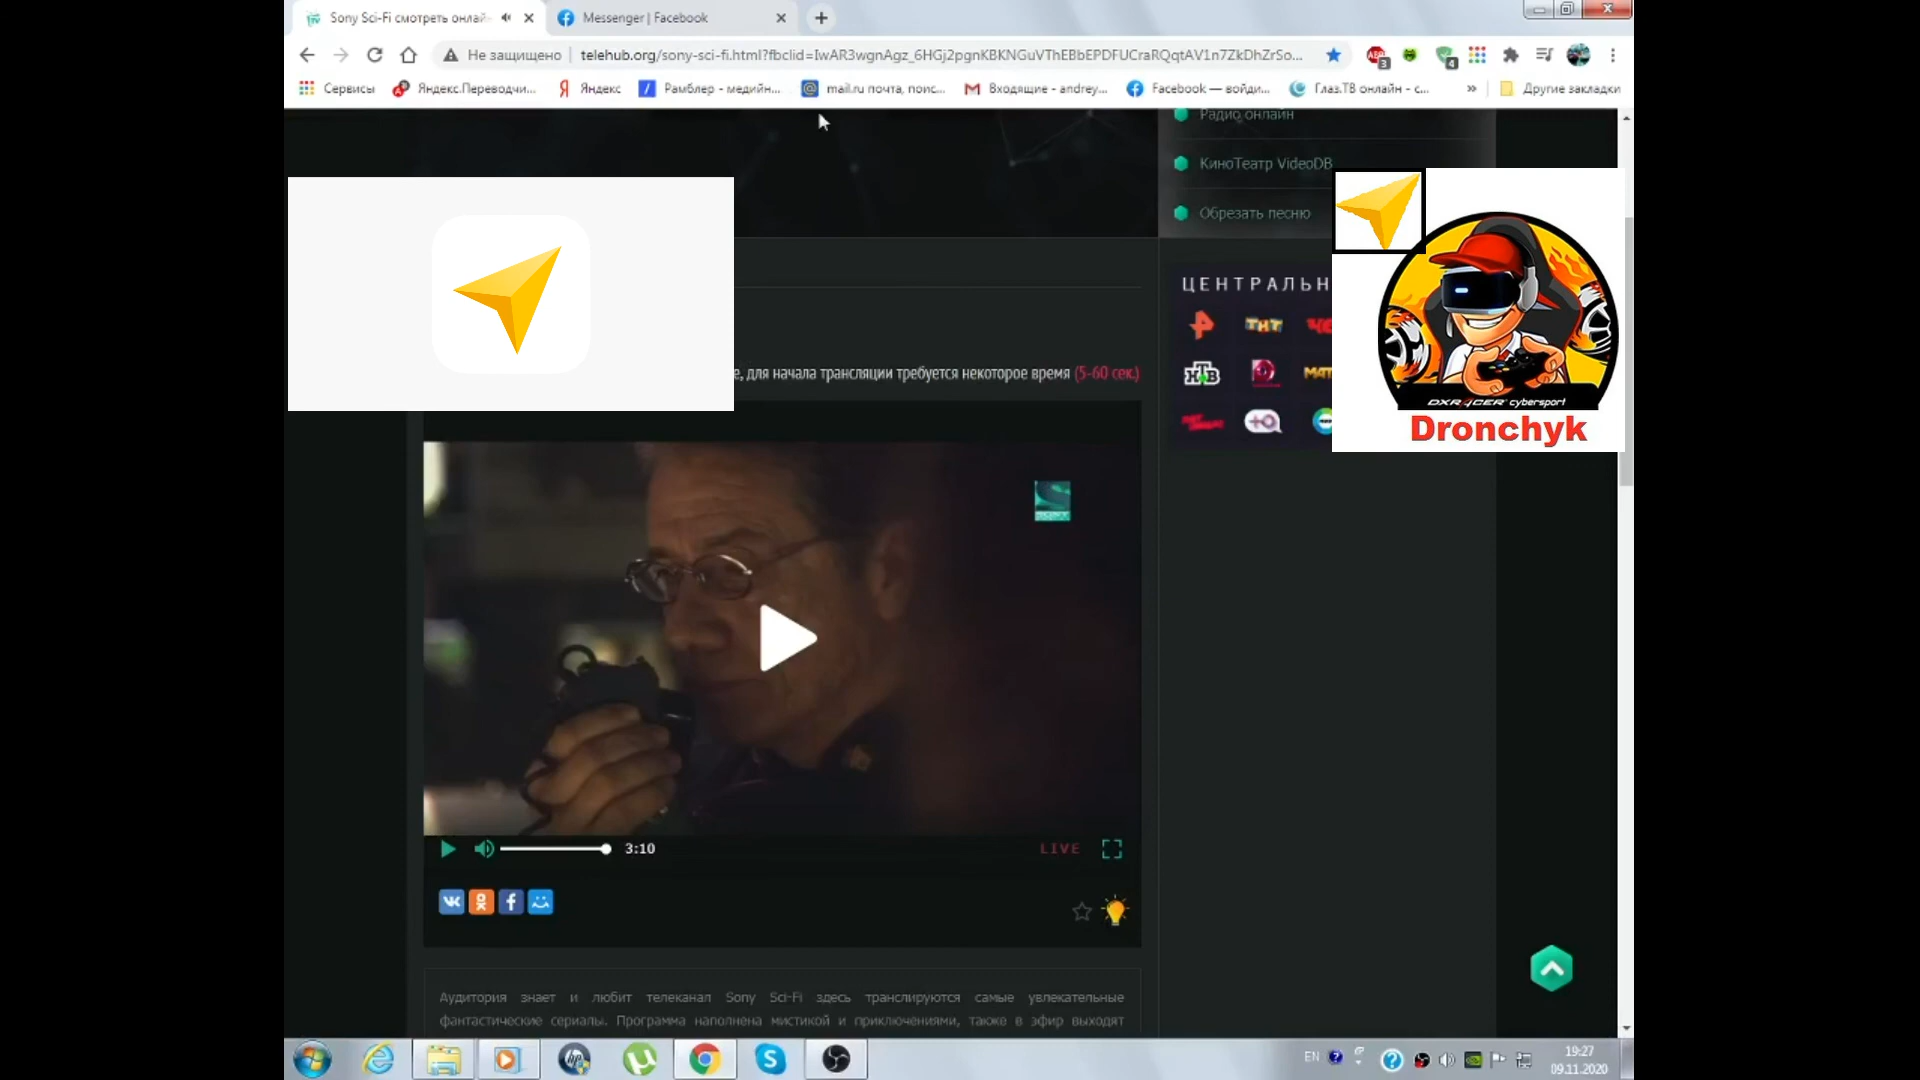 Sony Sci-Fi смотреть онлай
Messenger | Facebook
Не защищено
telehub.org/sony-sci-fi.html?fbclid=IwAR3wgnAgz_6HGj2pgnKBKNGuVThEBbEPDFUCraRQqtAV1n7ZkDhZrSo...
3
4
Сервисы
Яндекс.Переводчи...
Яндекс
Рамблер - медийн...
mail.ru почта, поис...
Входящие - andrey...
Facebook — войди...
Глаз.ТВ онлайн - с...
»
Другие закладки
Радио онлайн
КиноТеатр VideoDB
Обрезать песню
ЦЕНТРАЛЬН
ТНТ
НТВ
МАТ
DXRACER cybersport
Dronchyk
е, для начала трансляции требуется некоторое время (5-60 сек.)
3:10
LIVE
Аудитория знает и любит телеканал Sony Sci-Fi здесь транслируются самые увлекательные
фантастические сериалы. Программа наполнена мистикой и приключениями, также в эфир выходят
EN
19:27
09.11.2020